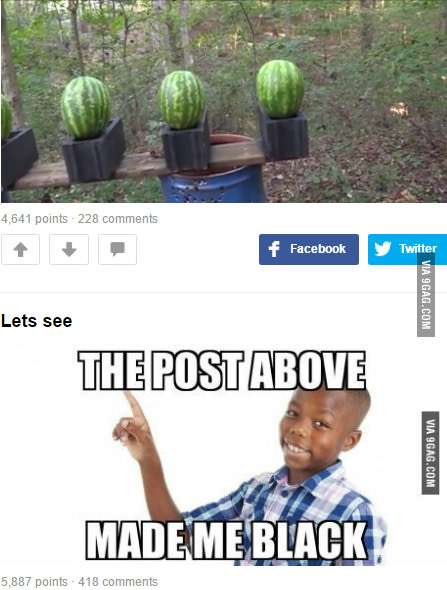 4,641 points · 228 comments
Facebook
Twitter
VIA 9GAG.COM
Lets see
THE POST ABOVE
VIA 9GAG.COM
MADE ME BLACK
5,887 points · 418 comments